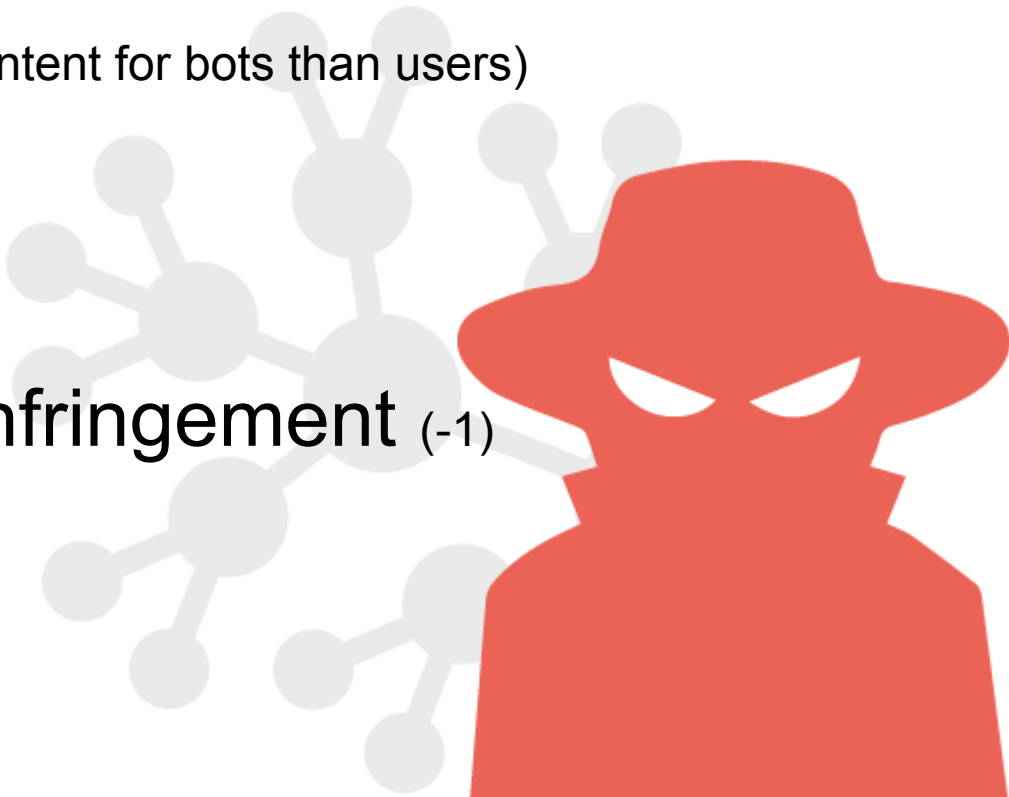 ntent for bots than users)
nfringement (-1)